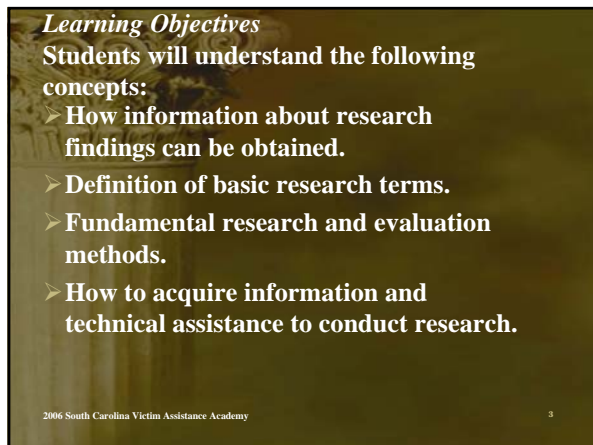 Learning Objectives
Students will understand the following
concepts:
➢How information about research
findings can be obtained.
➢Definition of basic research terms.
➢Fundamental research and evaluation
methods.
➢How to acquire information and
technical assistance to conduct research.
2006 South Carolina Victim Assistance Academy 3